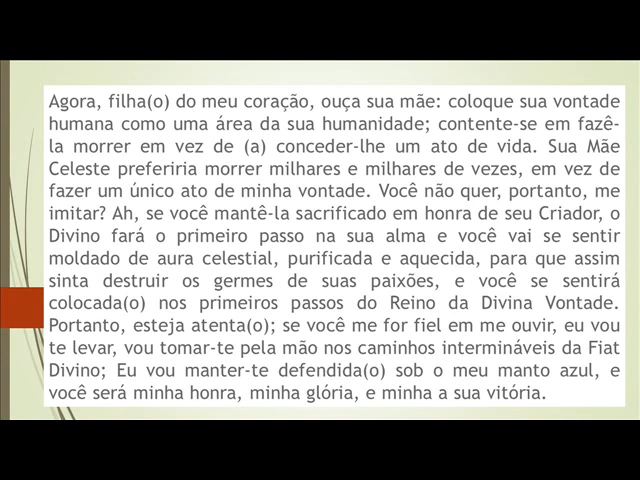 Agora, filha(o) do meu coração, ouça sua mãe: coloque sua vontade
humana como uma área da sua humanidade; contente-se em fazê-
la morrer em vez de (a) conceder-lhe um ato de vida. Sua Mãe
Celeste preferiria morrer milhares e milhares de vezes, em vez de
fazer um único ato de minha vontade. Você não quer, portanto, me
imitar? Ah, se você mantê-la sacrificado em honra de seu Criador, o
Divino fará o primeiro passo na sua alma e você vai se sentir
moldado de aura celestial, purificada e aquecida, para que assim
sinta destruir os germes de suas paixões, e você se sentirá
colocada(o) nos primeiros passos do Reino da Divina Vontade.
Portanto, esteja atenta(o); se você me for fiel em me ouvir, eu vou
te levar, vou tomar-te pela mão nos caminhos intermináveis da Fiat
Divino; Eu vou manter-te defendida(o) sob o meu manto azul, e
você será minha honra, minha glória, e minha a sua vitória.